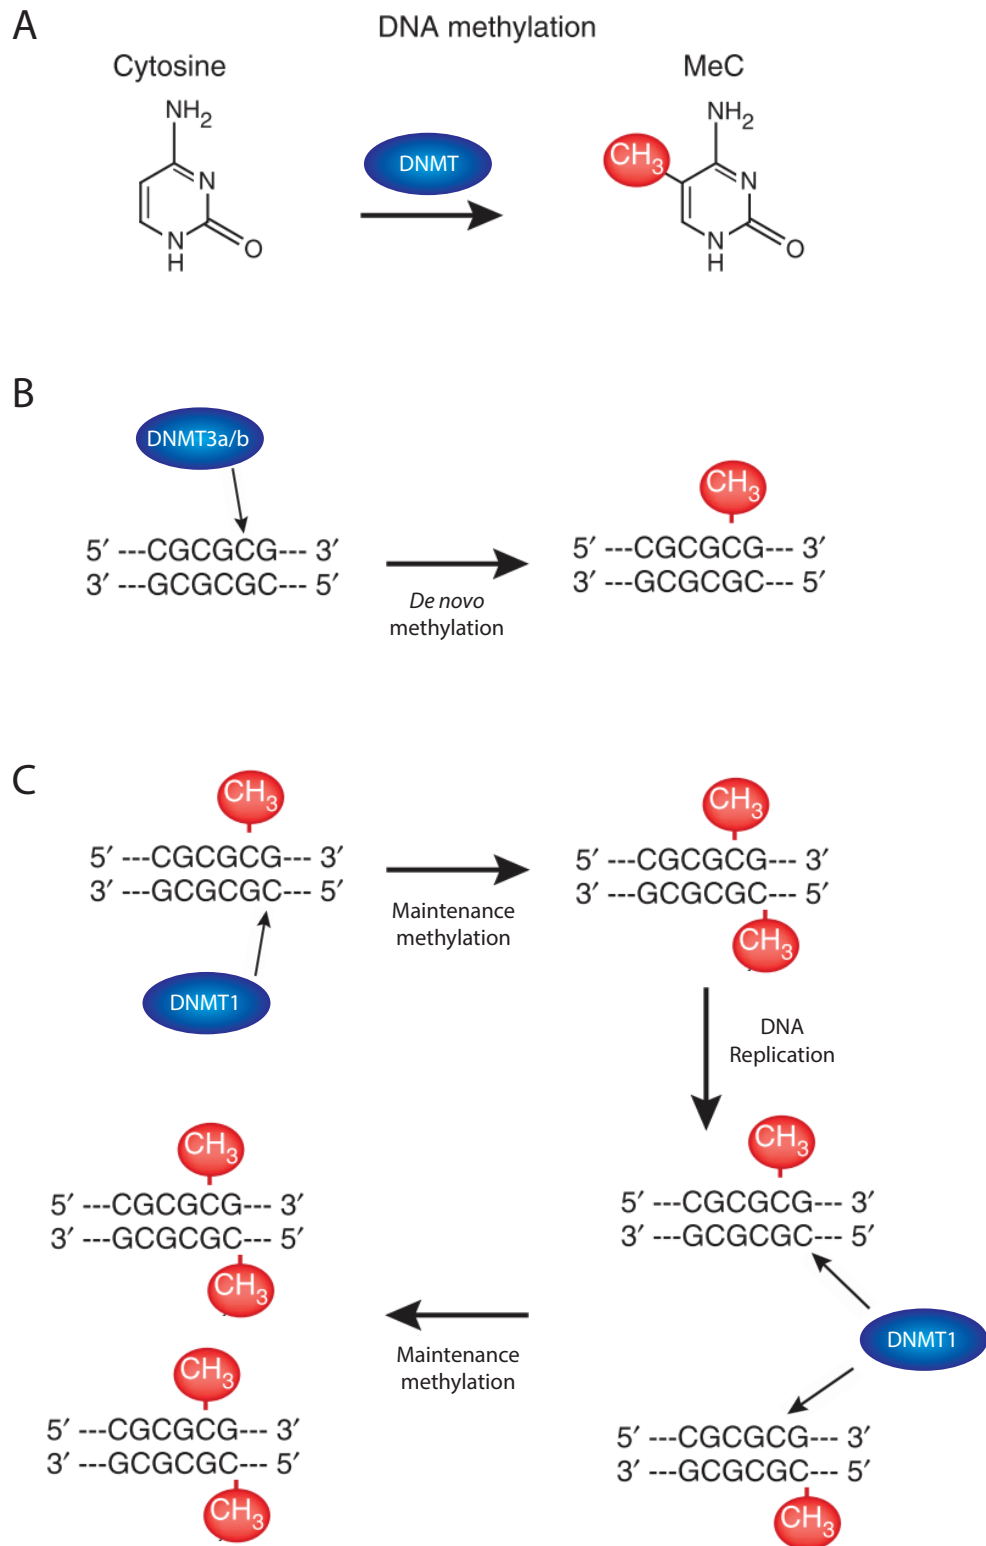 A
DNA methylation
Cytosine
MeC
NH₂
N
N
H
O
DNMT
CH₃
NH₂
N
N
H
O
B
DNMT3a/b
5′ ---CGCGCG--- 3′
3′ ---GCGCGC--- 5′
De novo
methylation
CH₃
5′ ---CGCGCG--- 3′
3′ ---GCGCGC--- 5′
C
CH₃
5′ ---CGCGCG--- 3′
3′ ---GCGCGC--- 5′
DNMT1
Maintenance
methylation
CH₃
5′ ---CGCGCG--- 3′
3′ ---GCGCGC--- 5′
CH₃
DNA
Replication
CH₃
5′ ---CGCGCG--- 3′
3′ ---GCGCGC--- 5′
DNMT1
5′ ---CGCGCG--- 3′
3′ ---GCGCGC--- 5′
CH₃
Maintenance
methylation
CH₃
5′ ---CGCGCG--- 3′
3′ ---GCGCGC--- 5′
CH₃
CH₃
5′ ---CGCGCG--- 3′
3′ ---GCGCGC--- 5′
CH₃